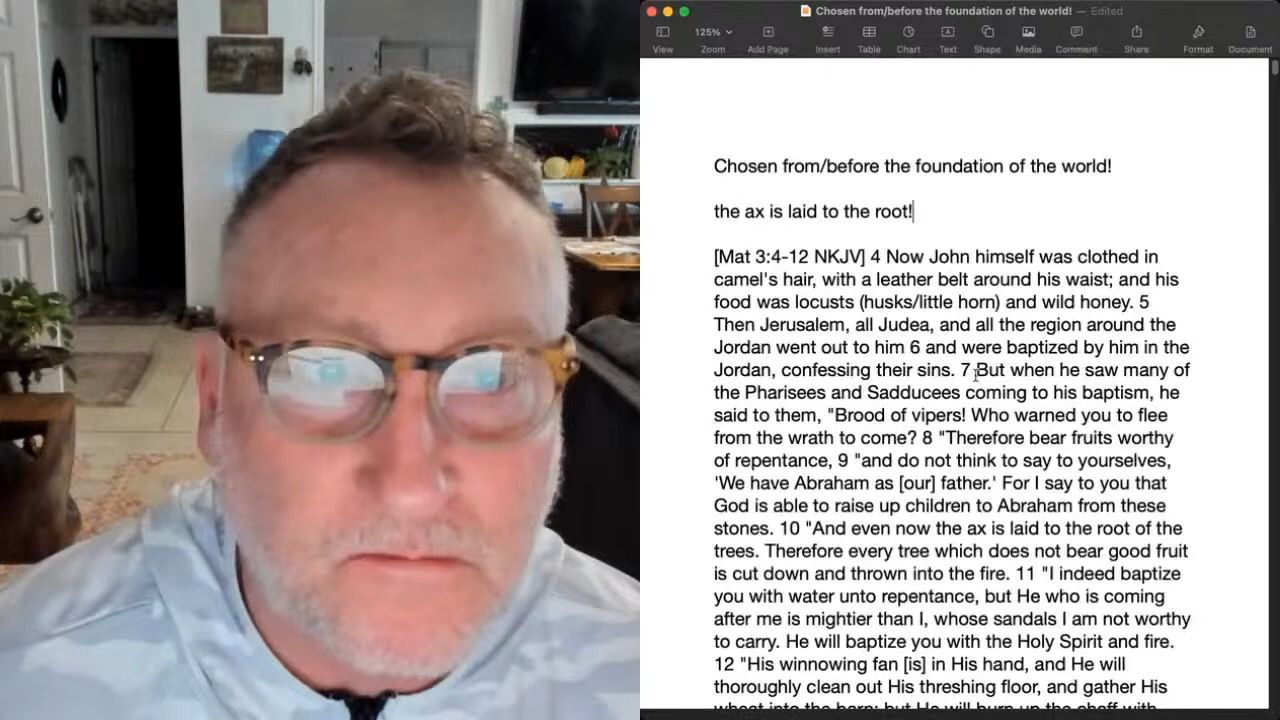 Chosen from/before the foundation of the world! — Edited
125%
View
Zoom
Add Page
Insert
Table
Chart
Text
Shape
Media
Comment
Share
Format
Document
Chosen from/before the foundation of the world!
the ax is laid to the root!
[Mat 3:4-12 NKJV] 4 Now John himself was clothed in
camel's hair, with a leather belt around his waist; and his
food was locusts (husks/little horn) and wild honey. 5
Then Jerusalem, all Judea, and all the region around the
Jordan went out to him 6 and were baptized by him in the
Jordan, confessing their sins. 7 But when he saw many of
the Pharisees and Sadducees coming to his baptism, he
said to them, "Brood of vipers! Who warned you to flee
from the wrath to come? 8 "Therefore bear fruits worthy
of repentance, 9 "and do not think to say to yourselves,
'We have Abraham as [our] father.' For I say to you that
God is able to raise up children to Abraham from these
stones. 10 "And even now the ax is laid to the root of the
trees. Therefore every tree which does not bear good fruit
is cut down and thrown into the fire. 11 "I indeed baptize
you with water unto repentance, but He who is coming
after me is mightier than I, whose sandals I am not worthy
to carry. He will baptize you with the Holy Spirit and fire.
12 "His winnowing fan [is] in His hand, and He will
thoroughly clean out His threshing floor, and gather His
wheat into the barn; but He will burn up the chaff with